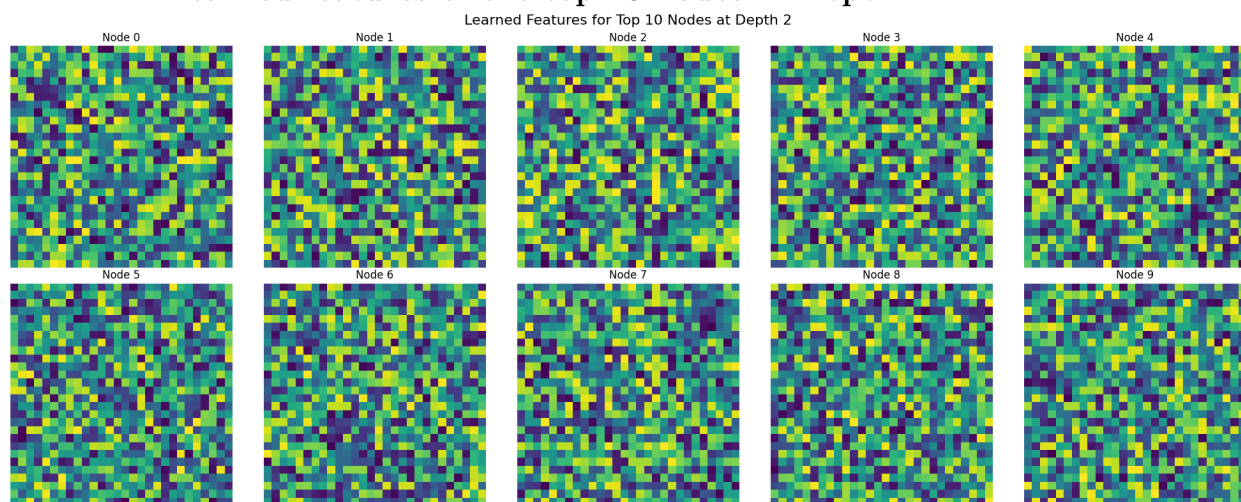 Learned Features for Top 10 Nodes at Depth 2
Node 0 Node 1 Node 2 Node 3 Node 4
Node 5 Node 6 Node 7 Node 8 Node 9